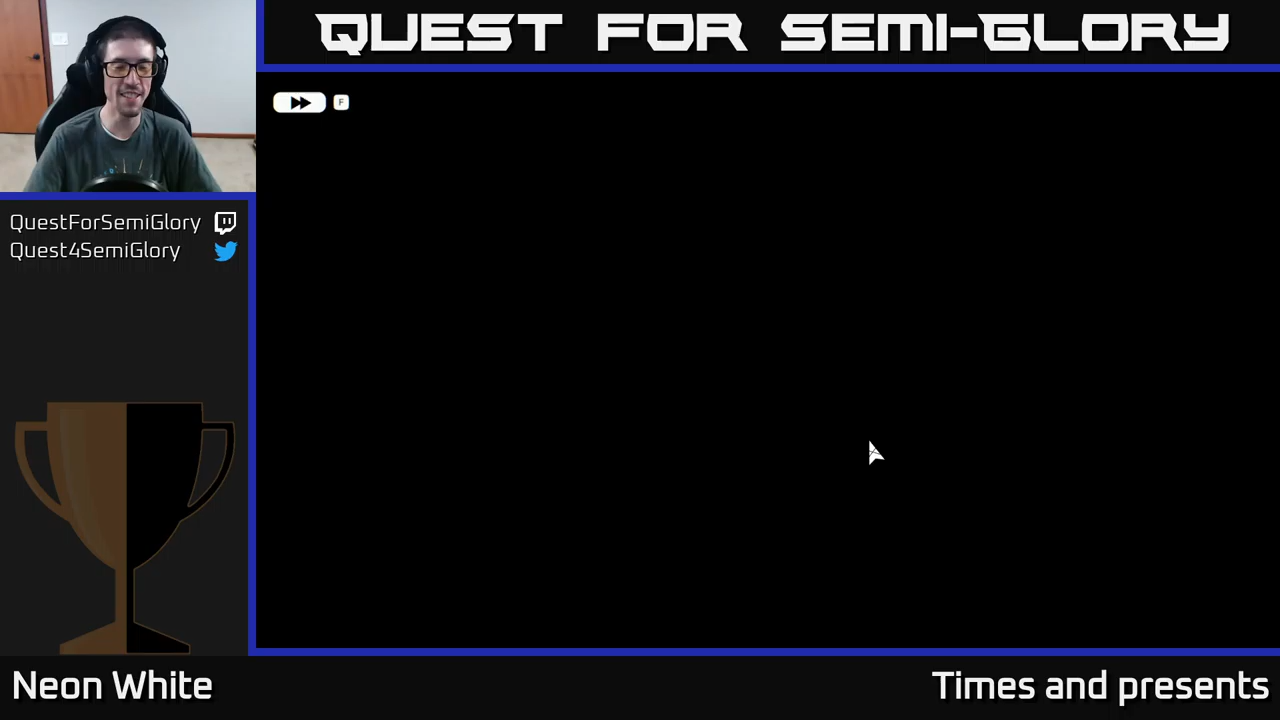 QUEST FOR SEMI-GLORY
F
QuestForSemiGlory
Quest4SemiGlory
Neon White
Times and presents